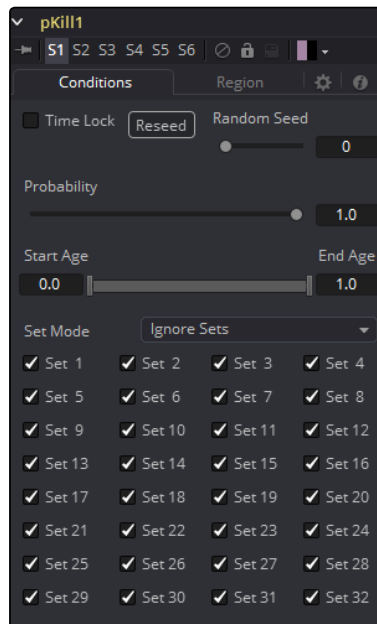 pKill1
S1 S2 S3 S4 S5 S6
Conditions Region
Time Lock Reseed Random Seed
0
Probability
1.0
Start Age End Age
0.0 1.0
Set Mode Ignore Sets
Set 1 Set 2 Set 3 Set 4
Set 5 Set 6 Set 7 Set 8
Set 9 Set 10 Set 11 Set 12
Set 13 Set 14 Set 15 Set 16
Set 17 Set 18 Set 19 Set 20
Set 21 Set 22 Set 23 Set 24
Set 25 Set 26 Set 27 Set 28
Set 29 Set 30 Set 31 Set 32